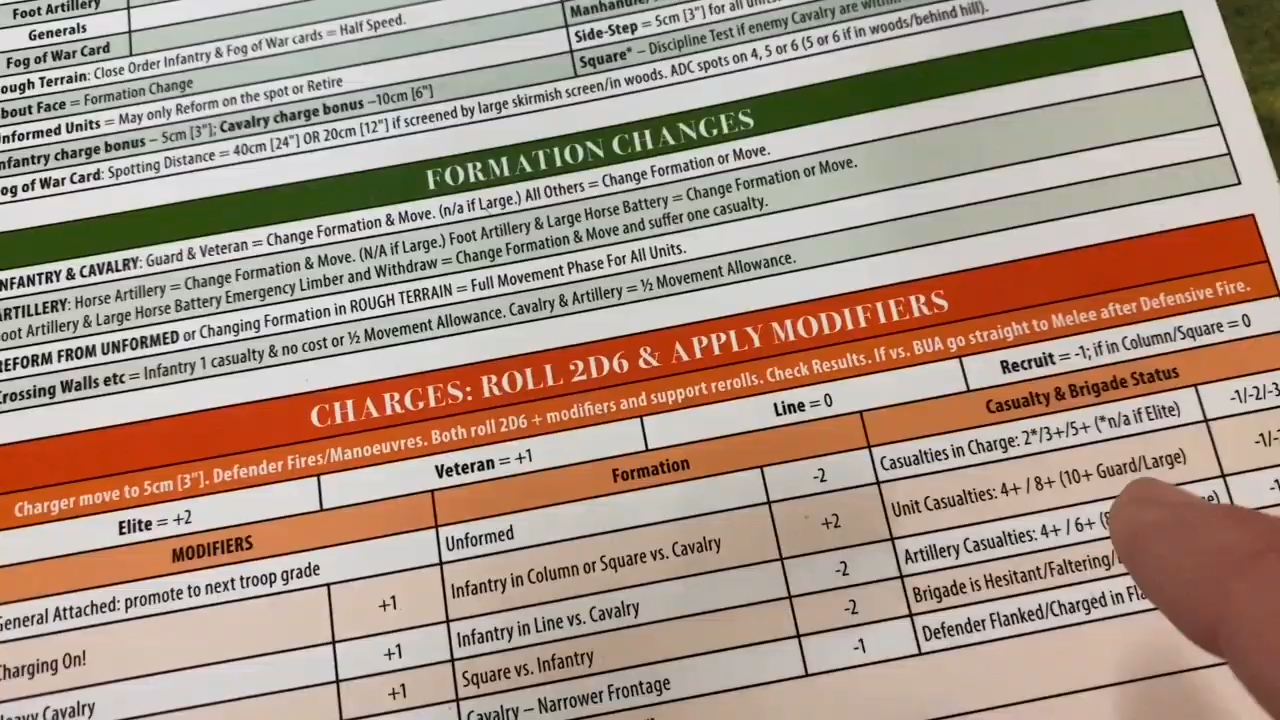 Foot Artillery
Generals
Fog of War Card
Side-Step = 5cm [3"] for all
Square* – Discipline Test if enemy Cavalry are
ough Terrain: Close Order Infantry & Fog of War cards = Half Speed.
bout Face = Formation Change
nformed Units = May only Reform on the spot or Retire
nfantry charge bonus – 5cm [3"]; Cavalry charge bonus –10cm [6"]
og of War Card: Spotting Distance = 40cm [24"] OR 20cm [12"] if screened by large skirmish screen/in woods. ADC spots on 4, 5 or 6 (5 or 6 if in woods/behind hill).
FORMATION CHANGES
NFANTRY & CAVALRY: Guard & Veteran = Change Formation & Move. (n/a if Large.) All Others = Change Formation or Move.
ARTILLERY: Horse Artillery = Change Formation & Move. (N/A if Large.) Foot Artillery & Large Horse Battery = Change Formation or Move.
oot Artillery & Large Horse Battery Emergency Limber and Withdraw = Change Formation & Move and suffer one casualty.
REFORM FROM UNFORMED or Changing Formation in ROUGH TERRAIN = Full Movement Phase For All Units.
Crossing Walls etc = Infantry 1 casualty & no cost or ½ Movement Allowance. Cavalry & Artillery = ½ Movement Allowance.
CHARGES: ROLL 2D6 & APPLY MODIFIERS
Charger move to 5cm [3"]. Defender Fires/Manoeuvres. Both roll 2D6 + modifiers and support rerolls. Check Results. If vs. BUA go straight to Melee after Defensive Fire.
Elite = +2
Veteran = +1
Line = 0
Recruit = -1; if in Column/Square = 0
MODIFIERS
General Attached: promote to next troop grade
Charging On!
+1
eavy Cavalry
+1
+1
Formation
Unformed
-2
Infantry in Column or Square vs. Cavalry
+2
Infantry in Line vs. Cavalry
-2
Square vs. Infantry
-2
Cavalry – Narrower Frontage
-1
Casualty & Brigade Status
Casualties in Charge: 2*/3+/5+ (*n/a if Elite)
-1/-2/-3
Unit Casualties: 4+ / 8+ (10+ Guard/Large)
Artillery Casualties: 4+ / 6+
Brigade is Hesitant/Faltering/
Defender Flanked/Charged in